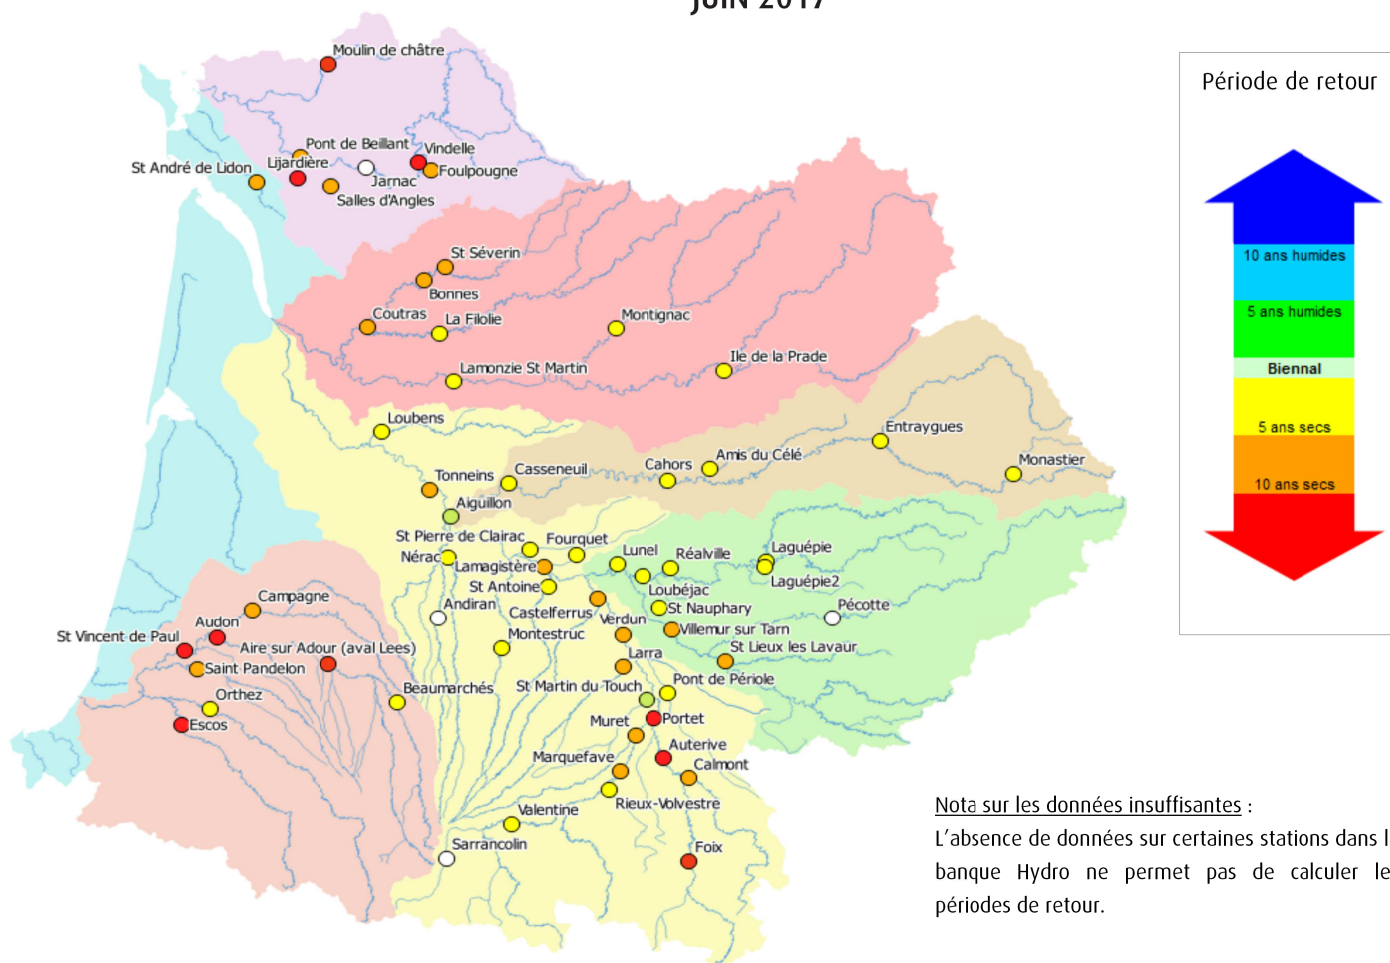 JUIN 2017
Moulin de châtre
Pont de Beillant
Vindelle
St André de Lidon
Lijardière
Foulpougne
Jarnac
Salles d'Angles
St Séverin
Bonnes
Coutras
La Filolie
Montignac
Lamonzie St Martin
Ile de la Prade
Loubens
Entraygues
Tonneins
Casseneuil
Cahors
Amis du Célé
Monastier
Aiguillon
St Pierre de Clairac
Fourquet
Nérac
Lamagistère
Lunel
Réalville
Laguépie
Laguépie2
St Antoine
Loubéjac
Campagne
Andiran
Castelferrus
St Nauphary
Pécotte
Audon
Verdun
Villemur sur Tarn
St Vincent de Paul
Aire sur Adour (aval Lees)
Montestruc
Larra
St Lieux les Lavaur
Saint Pandelon
Orthez
Beaumarchés
St Martin du Touch
Pont de Périole
Escos
Muret
Portet
Auterive
Marquefave
Calmont
Rieux-Volvestre
Valentine
Sarrancolin
Foix
Période de retour
10 ans humides
5 ans humides
Biennal
5 ans secs
10 ans secs
Nota sur les données insuffisantes :
L'absence de données sur certaines stations dans l
banque Hydro ne permet pas de calculer le
périodes de retour.